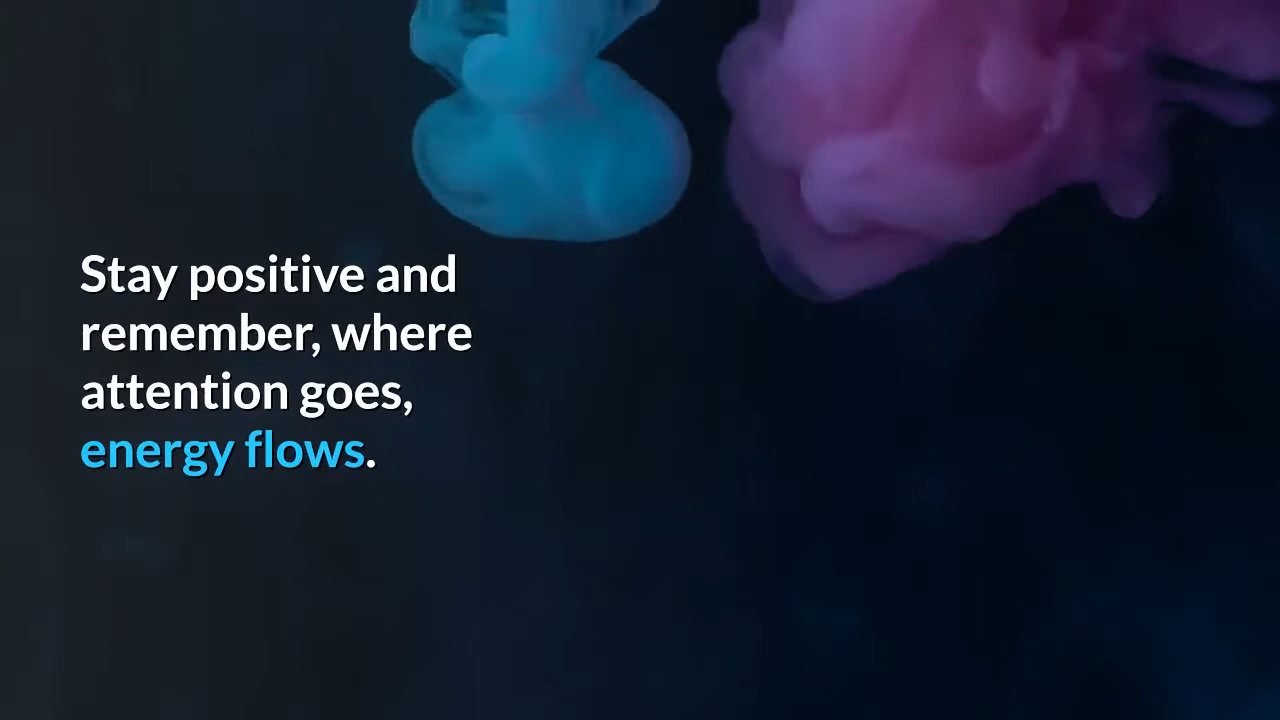 Stay positive and
remember, where
attention goes,
energy flows.